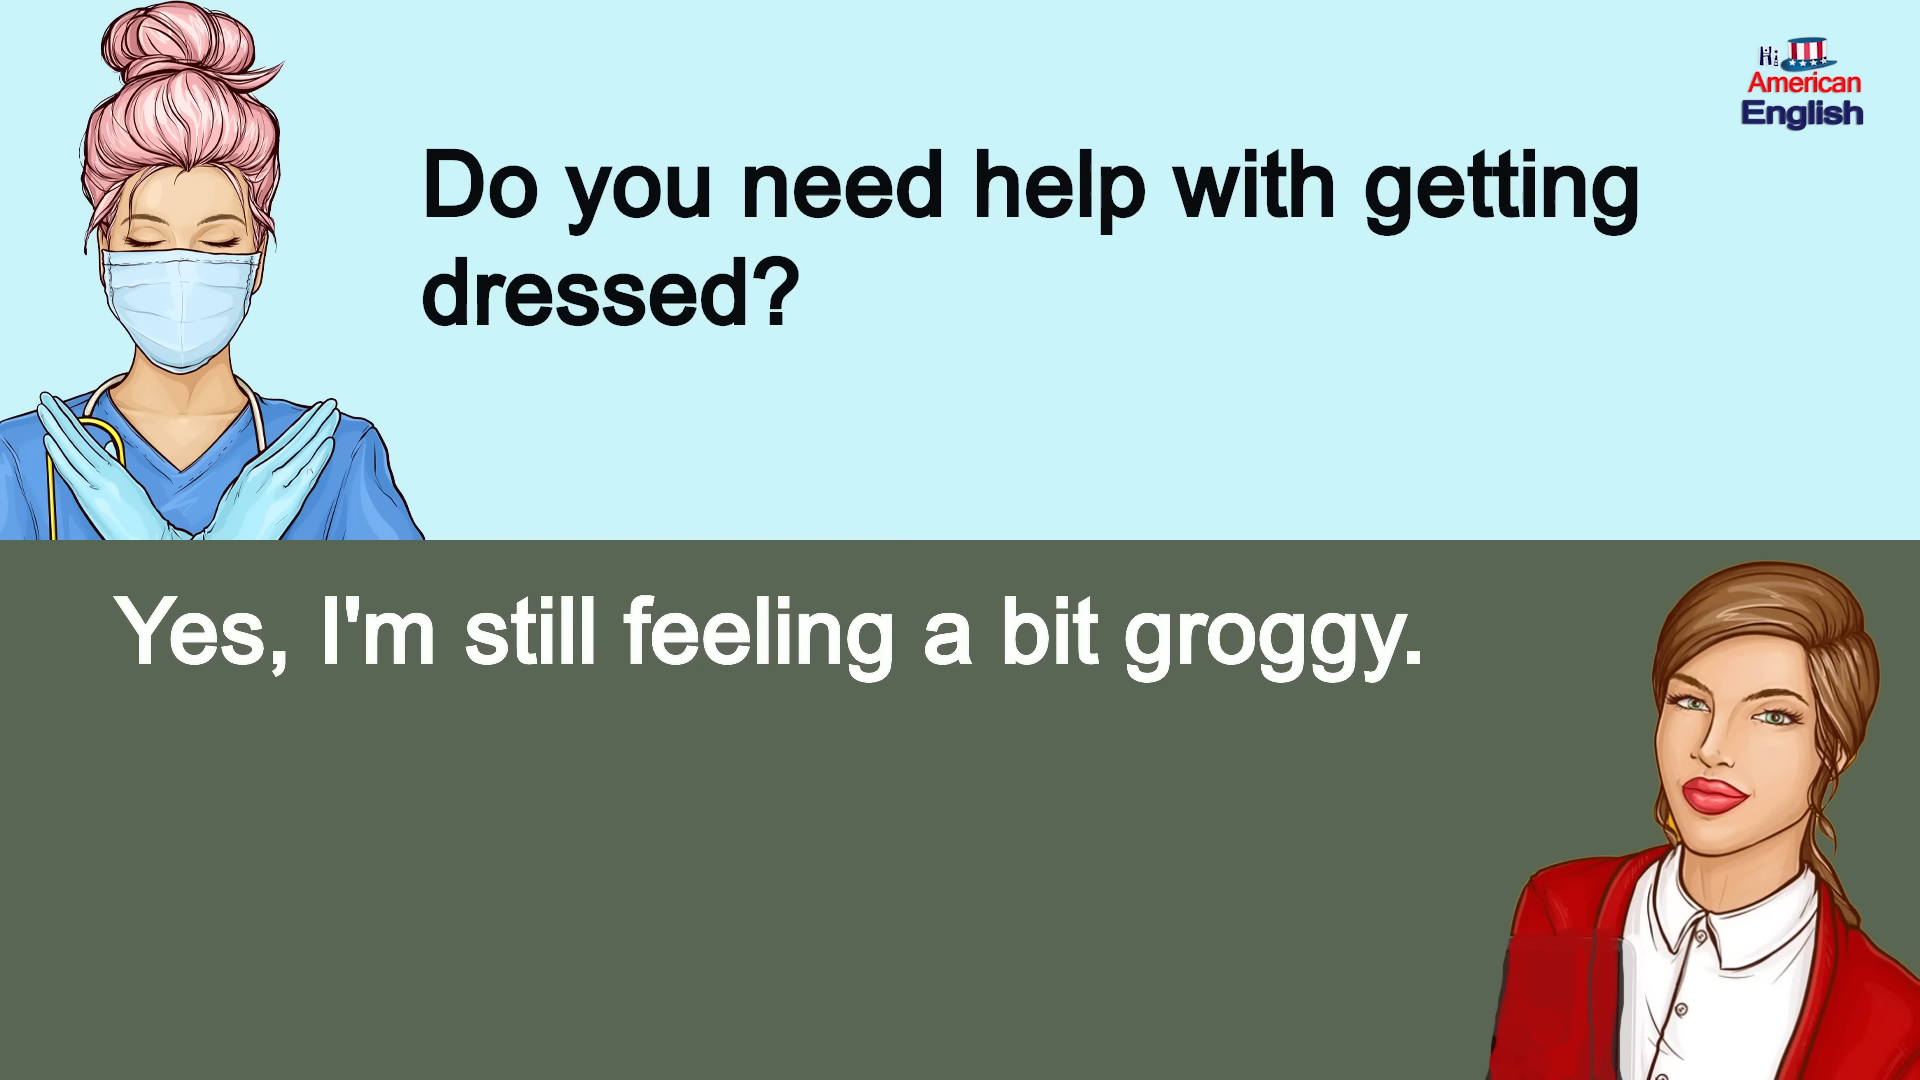 Hi
American
English
Do you need help with getting
dressed?
Yes, I'm still feeling a bit groggy.